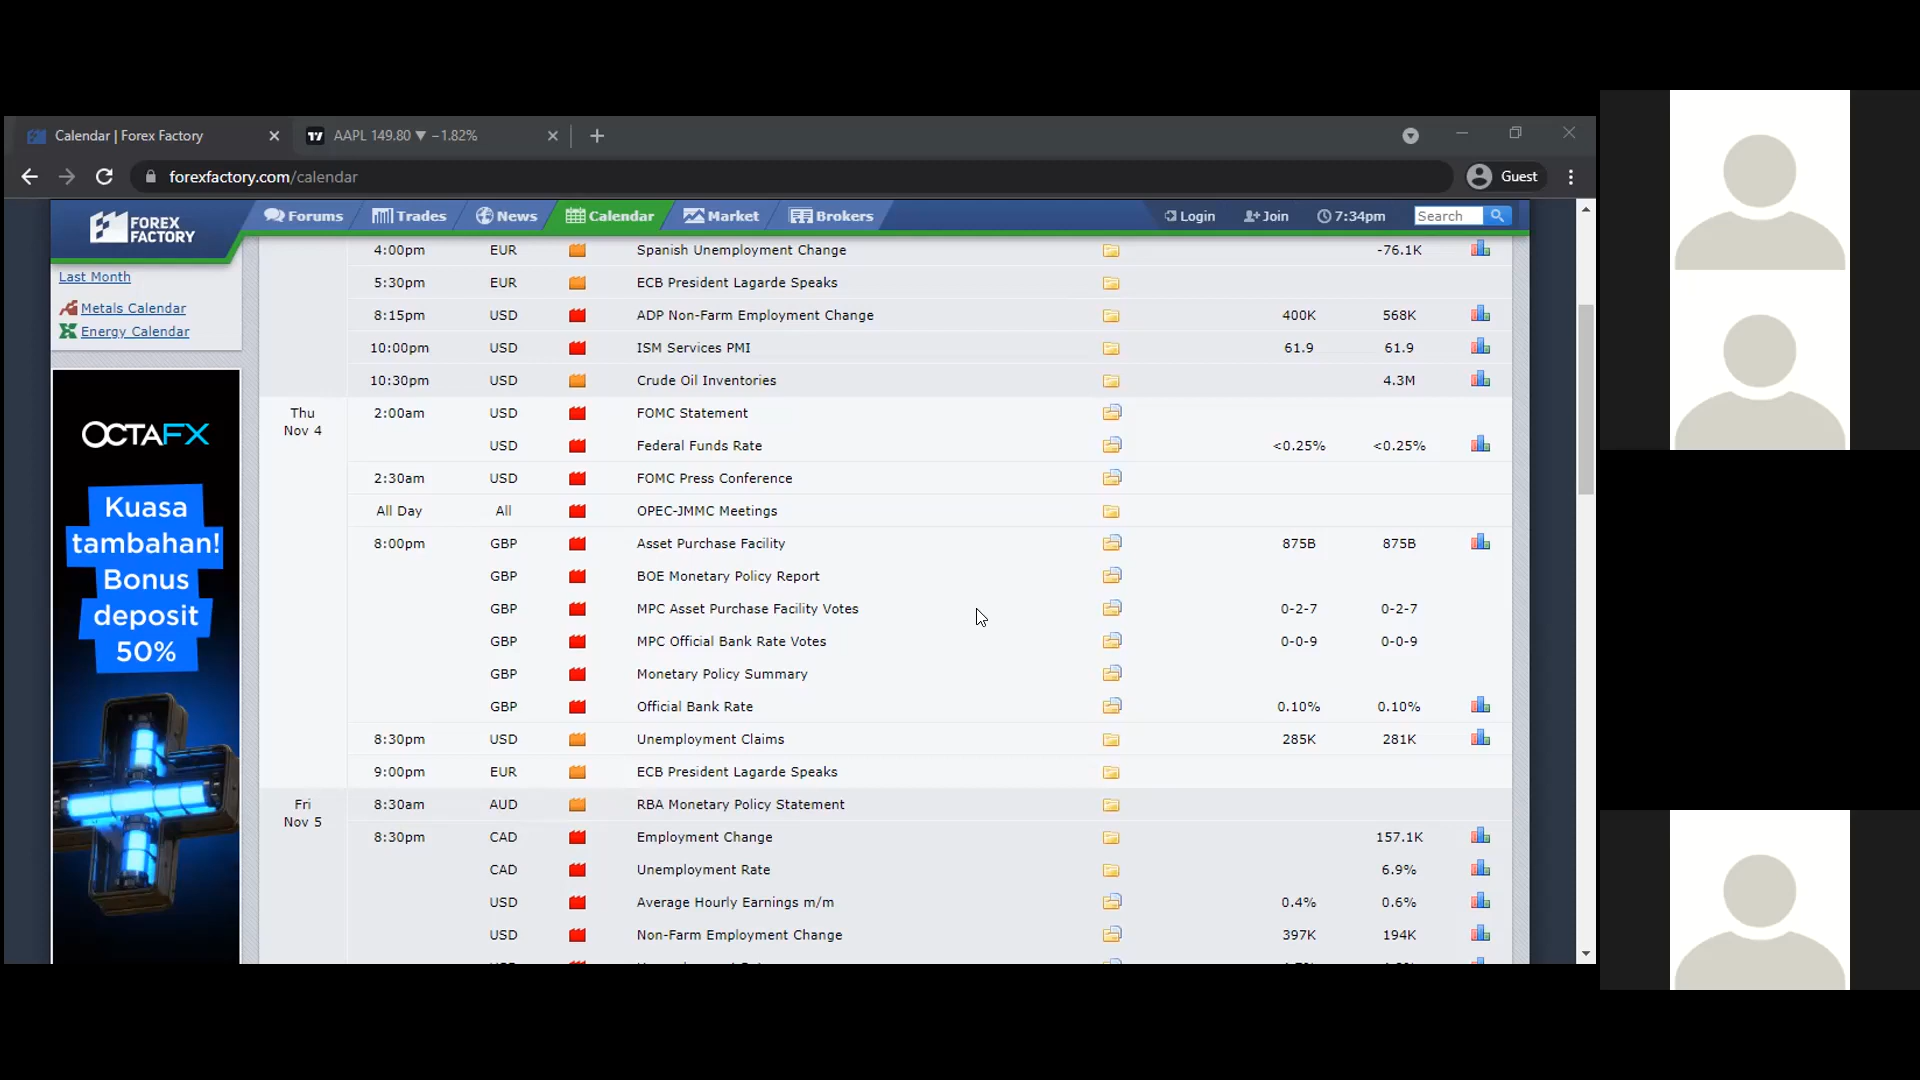 Calendar | Forex Factory
AAPL 149.80 ▼ −1.82%
forexfactory.com/calendar
Guest
FOREX FACTORY
Forums Trades News Calendar Market Brokers Login Join 7:34pm Search
Last Month
Metals Calendar
Energy Calendar
OCTAFX
Kuasa
tambahan!
Bonus
deposit
50%
4:00pm EUR Spanish Unemployment Change -76.1K
5:30pm EUR ECB President Lagarde Speaks
8:15pm USD ADP Non-Farm Employment Change 400K 568K
10:00pm USD ISM Services PMI 61.9 61.9
10:30pm USD Crude Oil Inventories 4.3M
Thu Nov 4 2:00am USD FOMC Statement
USD Federal Funds Rate <0.25% <0.25%
2:30am USD FOMC Press Conference
All Day All OPEC-JMMC Meetings
8:00pm GBP Asset Purchase Facility 875B 875B
GBP BOE Monetary Policy Report
GBP MPC Asset Purchase Facility Votes 0-2-7 0-2-7
GBP MPC Official Bank Rate Votes 0-0-9 0-0-9
GBP Monetary Policy Summary
GBP Official Bank Rate 0.10% 0.10%
8:30pm USD Unemployment Claims 285K 281K
9:00pm EUR ECB President Lagarde Speaks
Fri Nov 5 8:30am AUD RBA Monetary Policy Statement
8:30pm CAD Employment Change 157.1K
CAD Unemployment Rate 6.9%
USD Average Hourly Earnings m/m 0.4% 0.6%
USD Non-Farm Employment Change 397K 194K